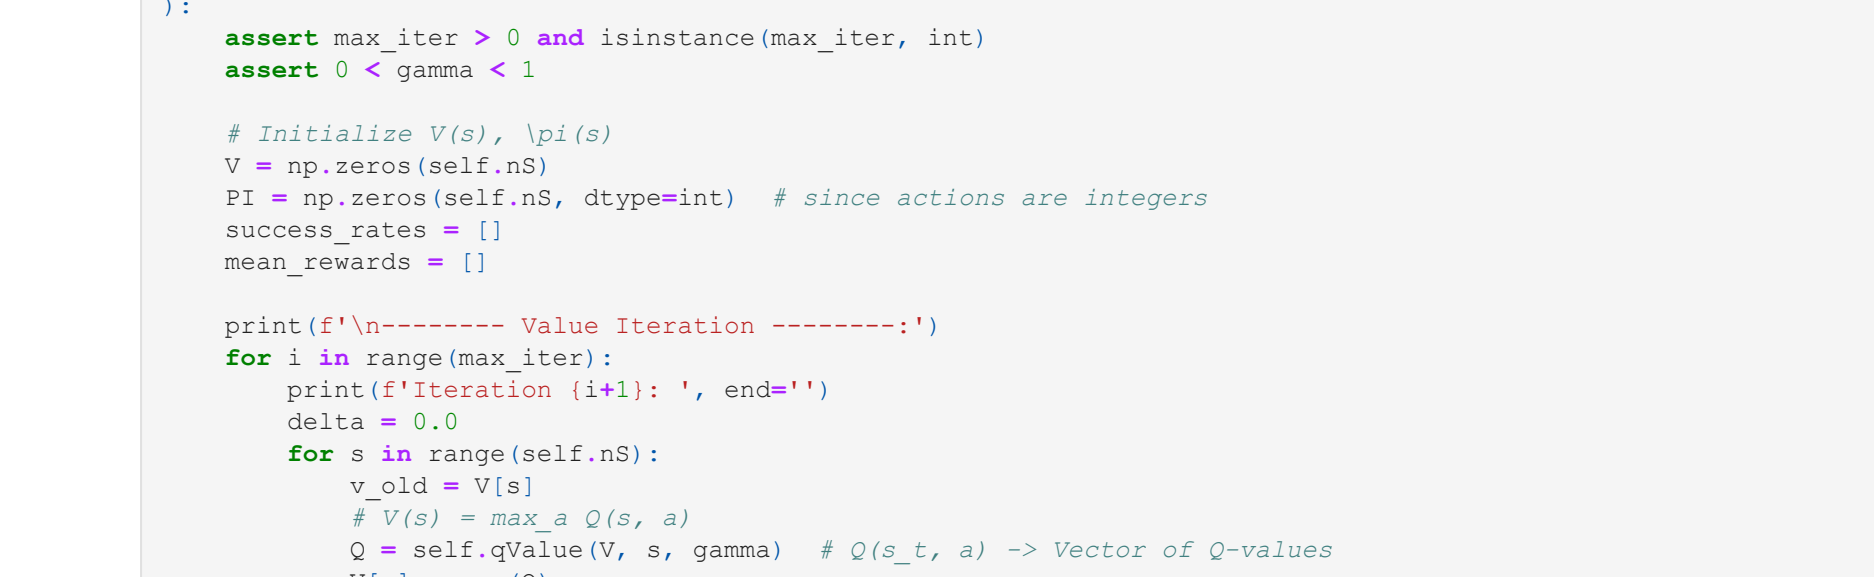 ):
    assert max_iter > 0 and isinstance(max_iter, int)
    assert 0 < gamma < 1

    # Initialize V(s), \pi(s)
    V = np.zeros(self.nS)
    PI = np.zeros(self.nS, dtype=int)  # since actions are integers
    success_rates = []
    mean_rewards = []

    print(f'\n-------- Value Iteration --------:')
    for i in range(max_iter):
        print(f'Iteration {i+1}: ', end='')
        delta = 0.0
        for s in range(self.nS):
            v_old = V[s]
            # V(s) = max_a Q(s, a)
            Q = self.qValue(V, s, gamma)  # Q(s_t, a) -> Vector of Q-values